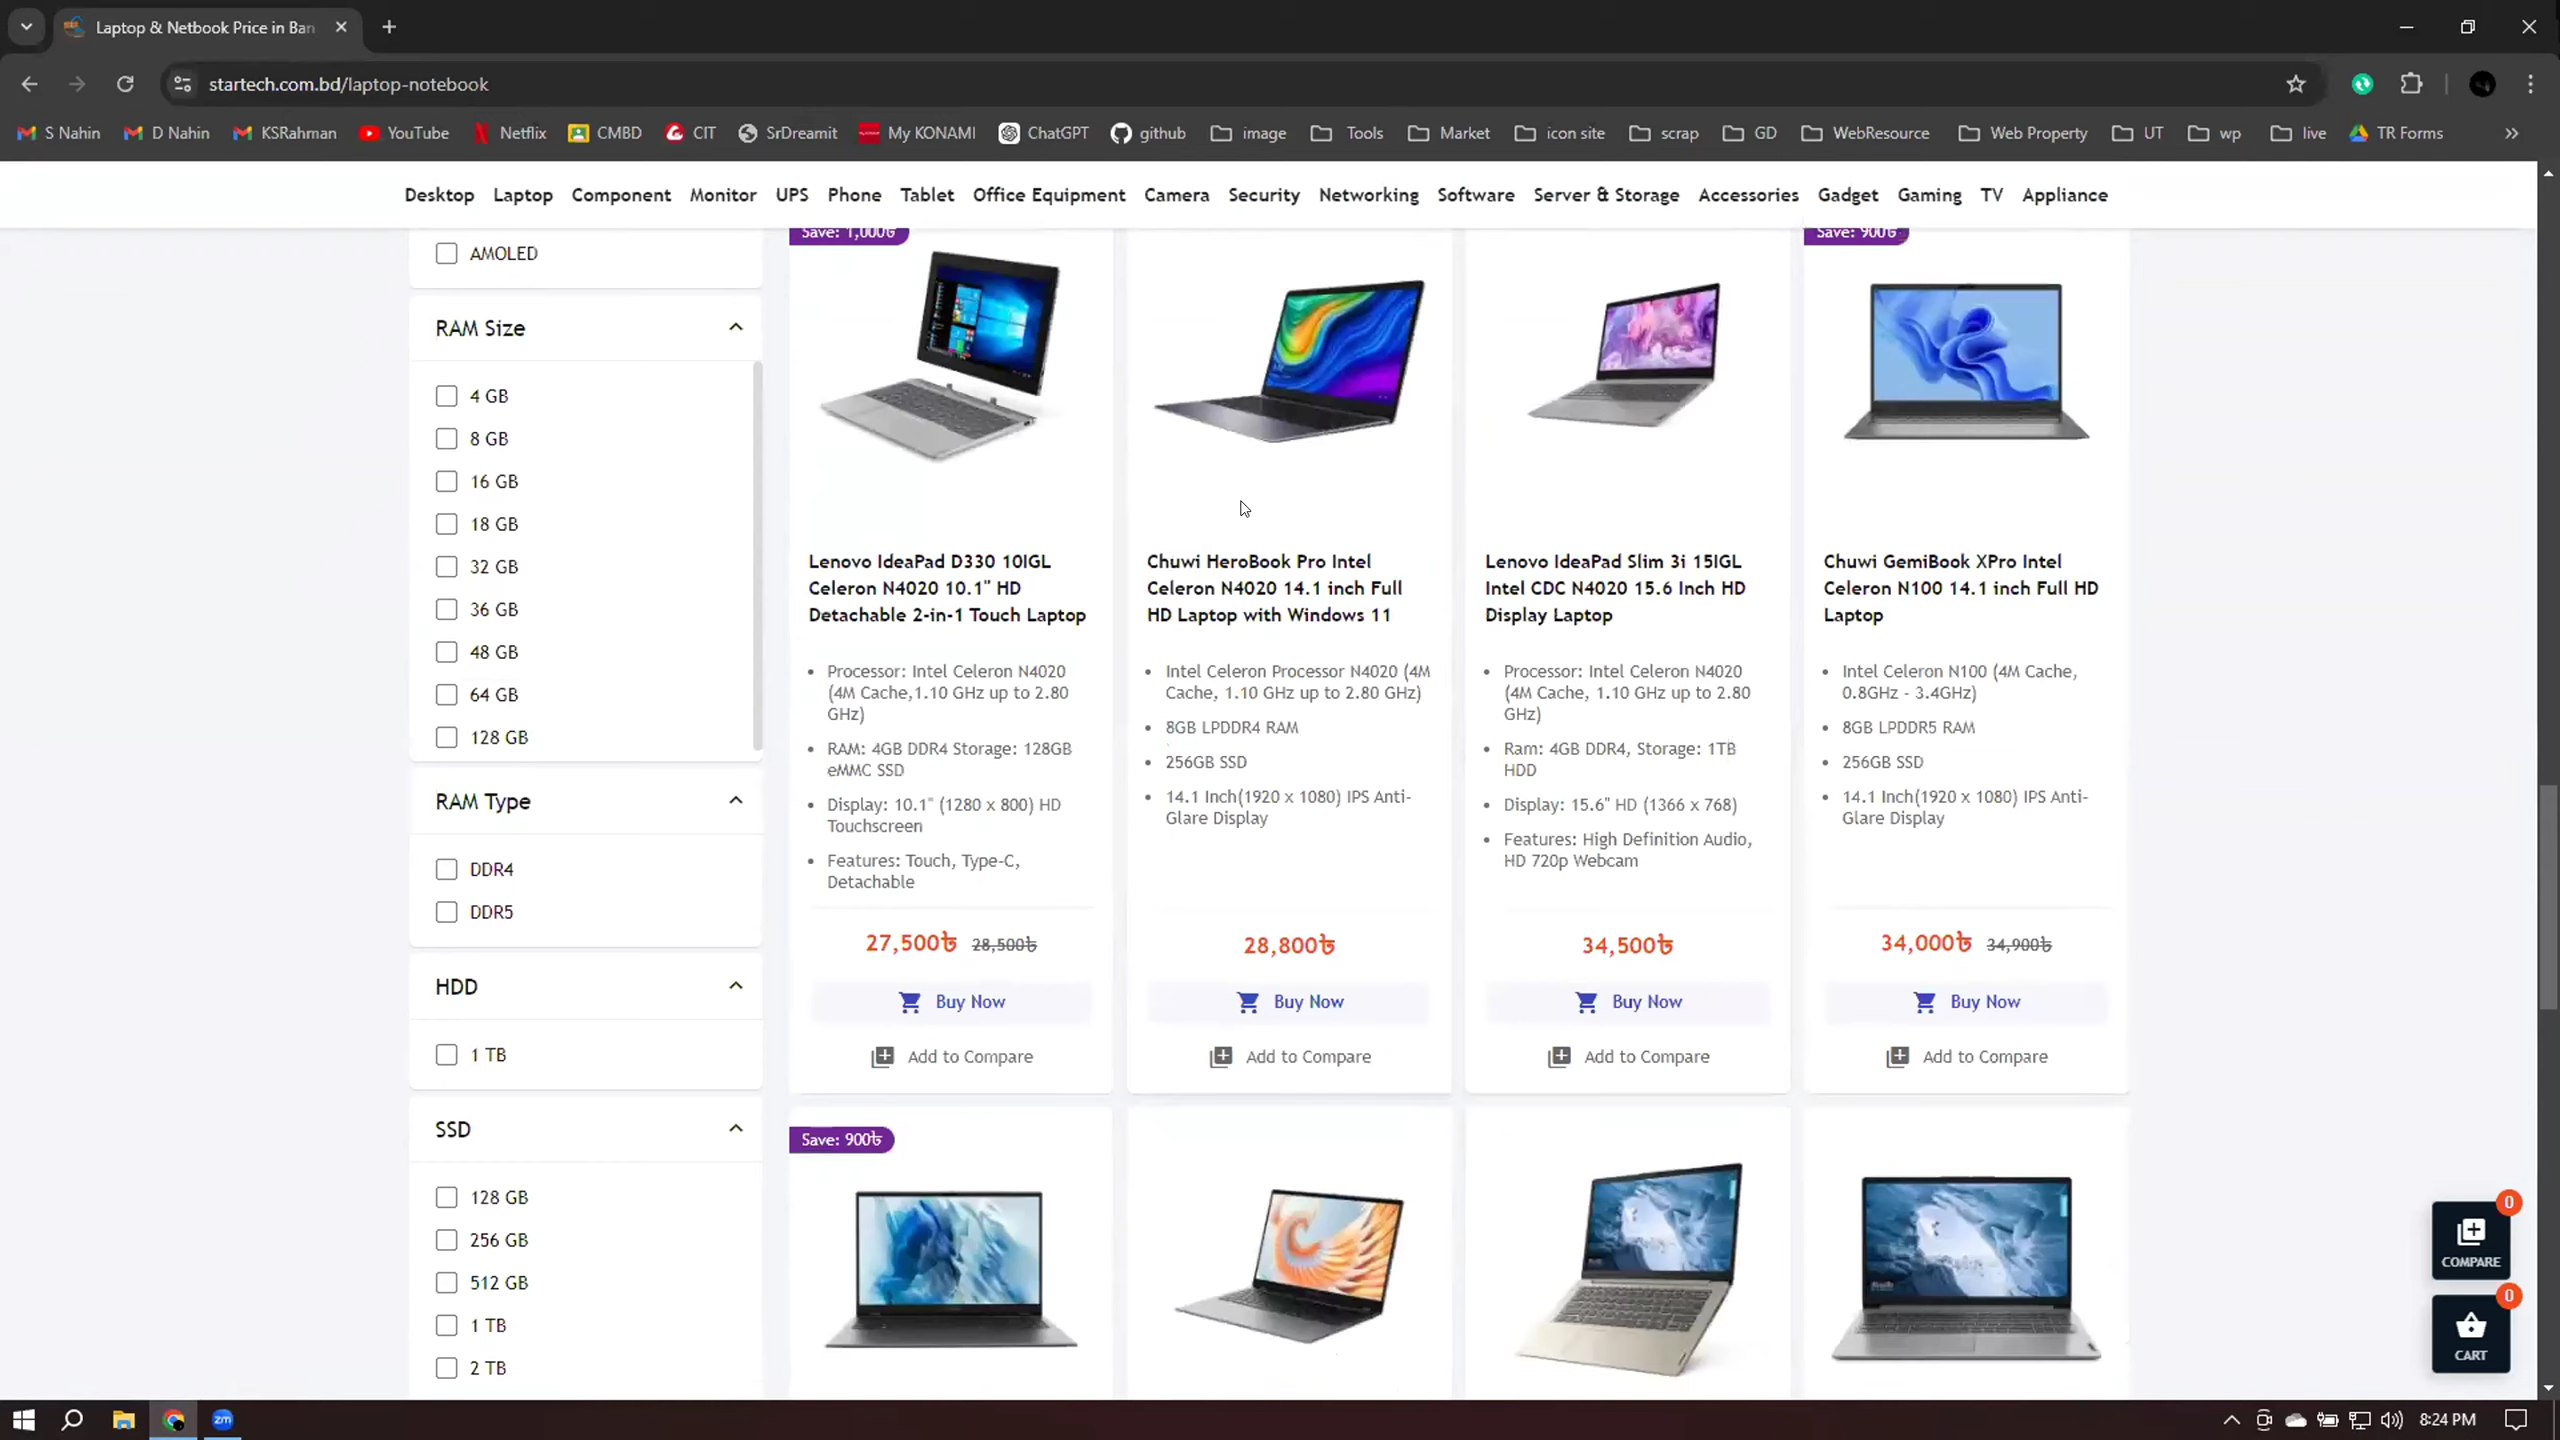 Laptop & Netbook Price in Ban
startech.com.bd/laptop-notebook
S Nahin D Nahin KSRahman YouTube Netflix CMBD CIT SrDreamit My KONAMI ChatGPT github image Tools Market icon site scrap GD WebResource Web Property UT wp live TR Forms
Desktop Laptop Component Monitor UPS Phone Tablet Office Equipment Camera Security Networking Software Server & Storage Accessories Gadget Gaming TV Appliance
AMOLED
RAM Size
4 GB
8 GB
16 GB
18 GB
32 GB
36 GB
48 GB
64 GB
128 GB
RAM Type
DDR4
DDR5
HDD
1 TB
SSD
128 GB
256 GB
512 GB
1 TB
2 TB
Save: 1,000৳
Lenovo IdeaPad D330 10IGL
Celeron N4020 10.1" HD
Detachable 2-in-1 Touch Laptop
Processor: Intel Celeron N4020
(4M Cache,1.10 GHz up to 2.80
GHz)
RAM: 4GB DDR4 Storage: 128GB
eMMC SSD
Display: 10.1" (1280 x 800) HD
Touchscreen
Features: Touch, Type-C,
Detachable
27,500৳ 28,500৳
Buy Now
Add to Compare
Chuwi HeroBook Pro Intel
Celeron N4020 14.1 inch Full
HD Laptop with Windows 11
Intel Celeron Processor N4020 (4M
Cache, 1.10 GHz up to 2.80 GHz)
8GB LPDDR4 RAM
256GB SSD
14.1 Inch(1920 x 1080) IPS Anti-
Glare Display
28,800৳
Buy Now
Add to Compare
Lenovo IdeaPad Slim 3i 15IGL
Intel CDC N4020 15.6 Inch HD
Display Laptop
Processor: Intel Celeron N4020
(4M Cache, 1.10 GHz up to 2.80
GHz)
Ram: 4GB DDR4, Storage: 1TB
HDD
Display: 15.6" HD (1366 x 768)
Features: High Definition Audio,
HD 720p Webcam
34,500৳
Buy Now
Add to Compare
Save: 900৳
Chuwi GemiBook XPro Intel
Celeron N100 14.1 inch Full HD
Laptop
Intel Celeron N100 (4M Cache,
0.8GHz - 3.4GHz)
8GB LPDDR5 RAM
256GB SSD
14.1 Inch(1920 x 1080) IPS Anti-
Glare Display
34,000৳ 34,900৳
Buy Now
Add to Compare
Save: 900৳
0
COMPARE
0
CART
zm
8:24 PM